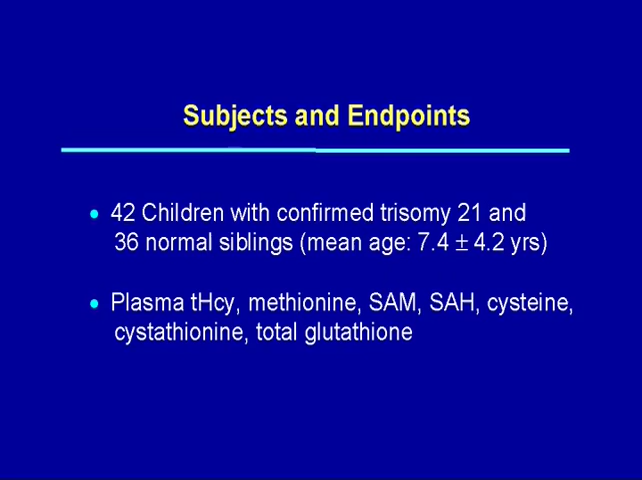 Subjects and Endpoints
• 42 Children with confirmed trisomy 21 and
36 normal siblings (mean age: 7.4 ± 4.2 yrs)
• Plasma tHcy, methionine, SAM, SAH, cysteine,
cystathionine, total glutathione